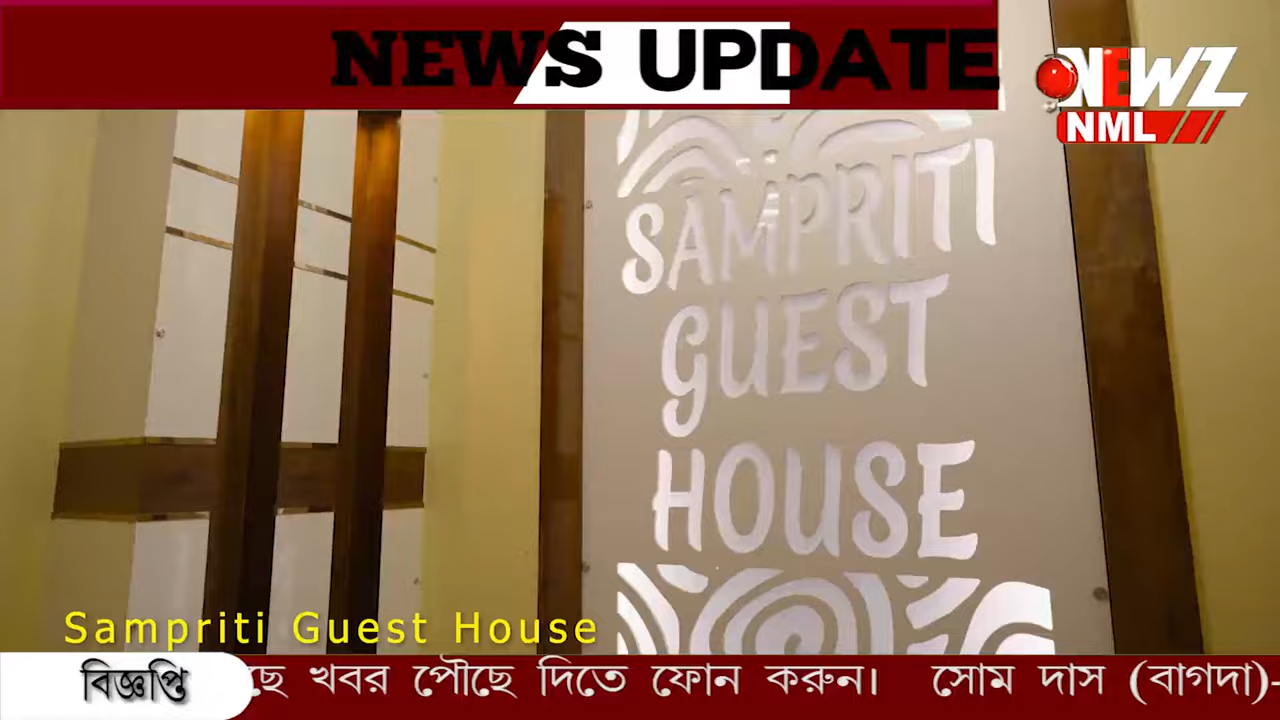 NEWS UPDATE
NEWZ
NML
SAMPRITI
GUEST
HOUSE
Sampriti Guest House
বিজ্ঞপ্তি
ছে খবর পৌছে দিতে ফোন করুন। সোম দাস (বাগদা)-